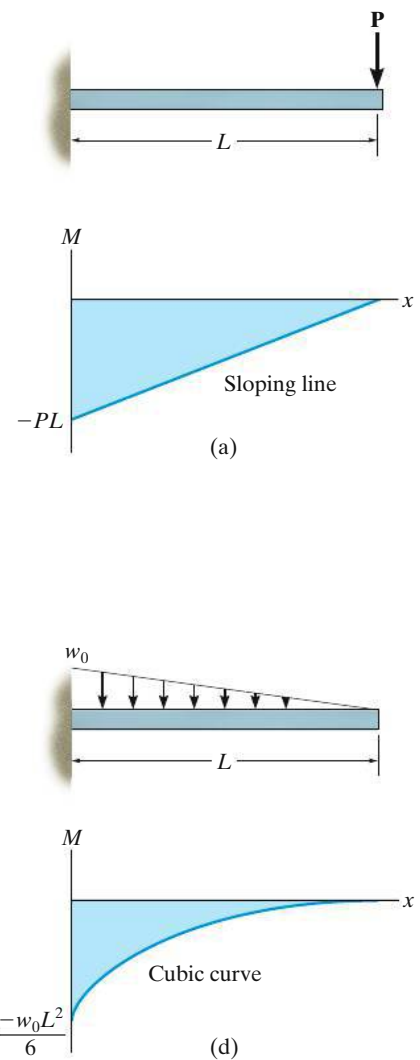 P
L
M
x
Sloping line
−PL
(a)
w₀
L
M
x
Cubic curve
−w₀L²
6
(d)